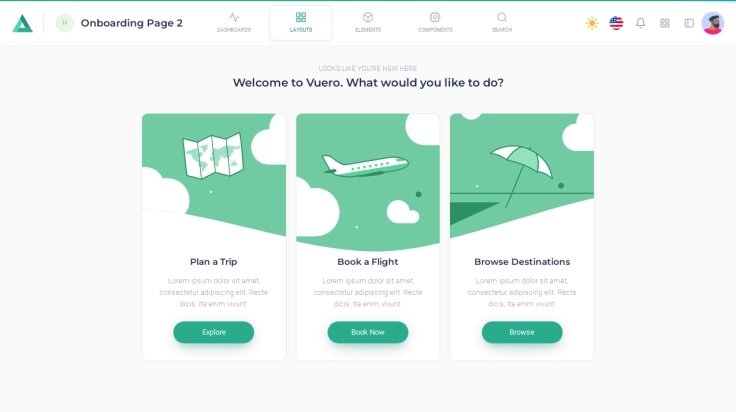 H
Onboarding Page 2
DASHBOARDS
LAYOUTS
ELEMENTS
COMPONENTS
SEARCH
LOOKS LIKE YOU'RE NEW HERE
Welcome to Vuero. What would you like to do?
Plan a Trip
Lorem ipsum dolor sit amet,
consectetur adipiscing elit. Recte
dicis; Ita enim vivunt.
Explore
Book a Flight
Lorem ipsum dolor sit amet,
consectetur adipiscing elit. Recte
dicis; Ita enim vivunt.
Book Now
Browse Destinations
Lorem ipsum dolor sit amet,
consectetur adipiscing elit. Recte
dicis; Ita enim vivunt.
Browse